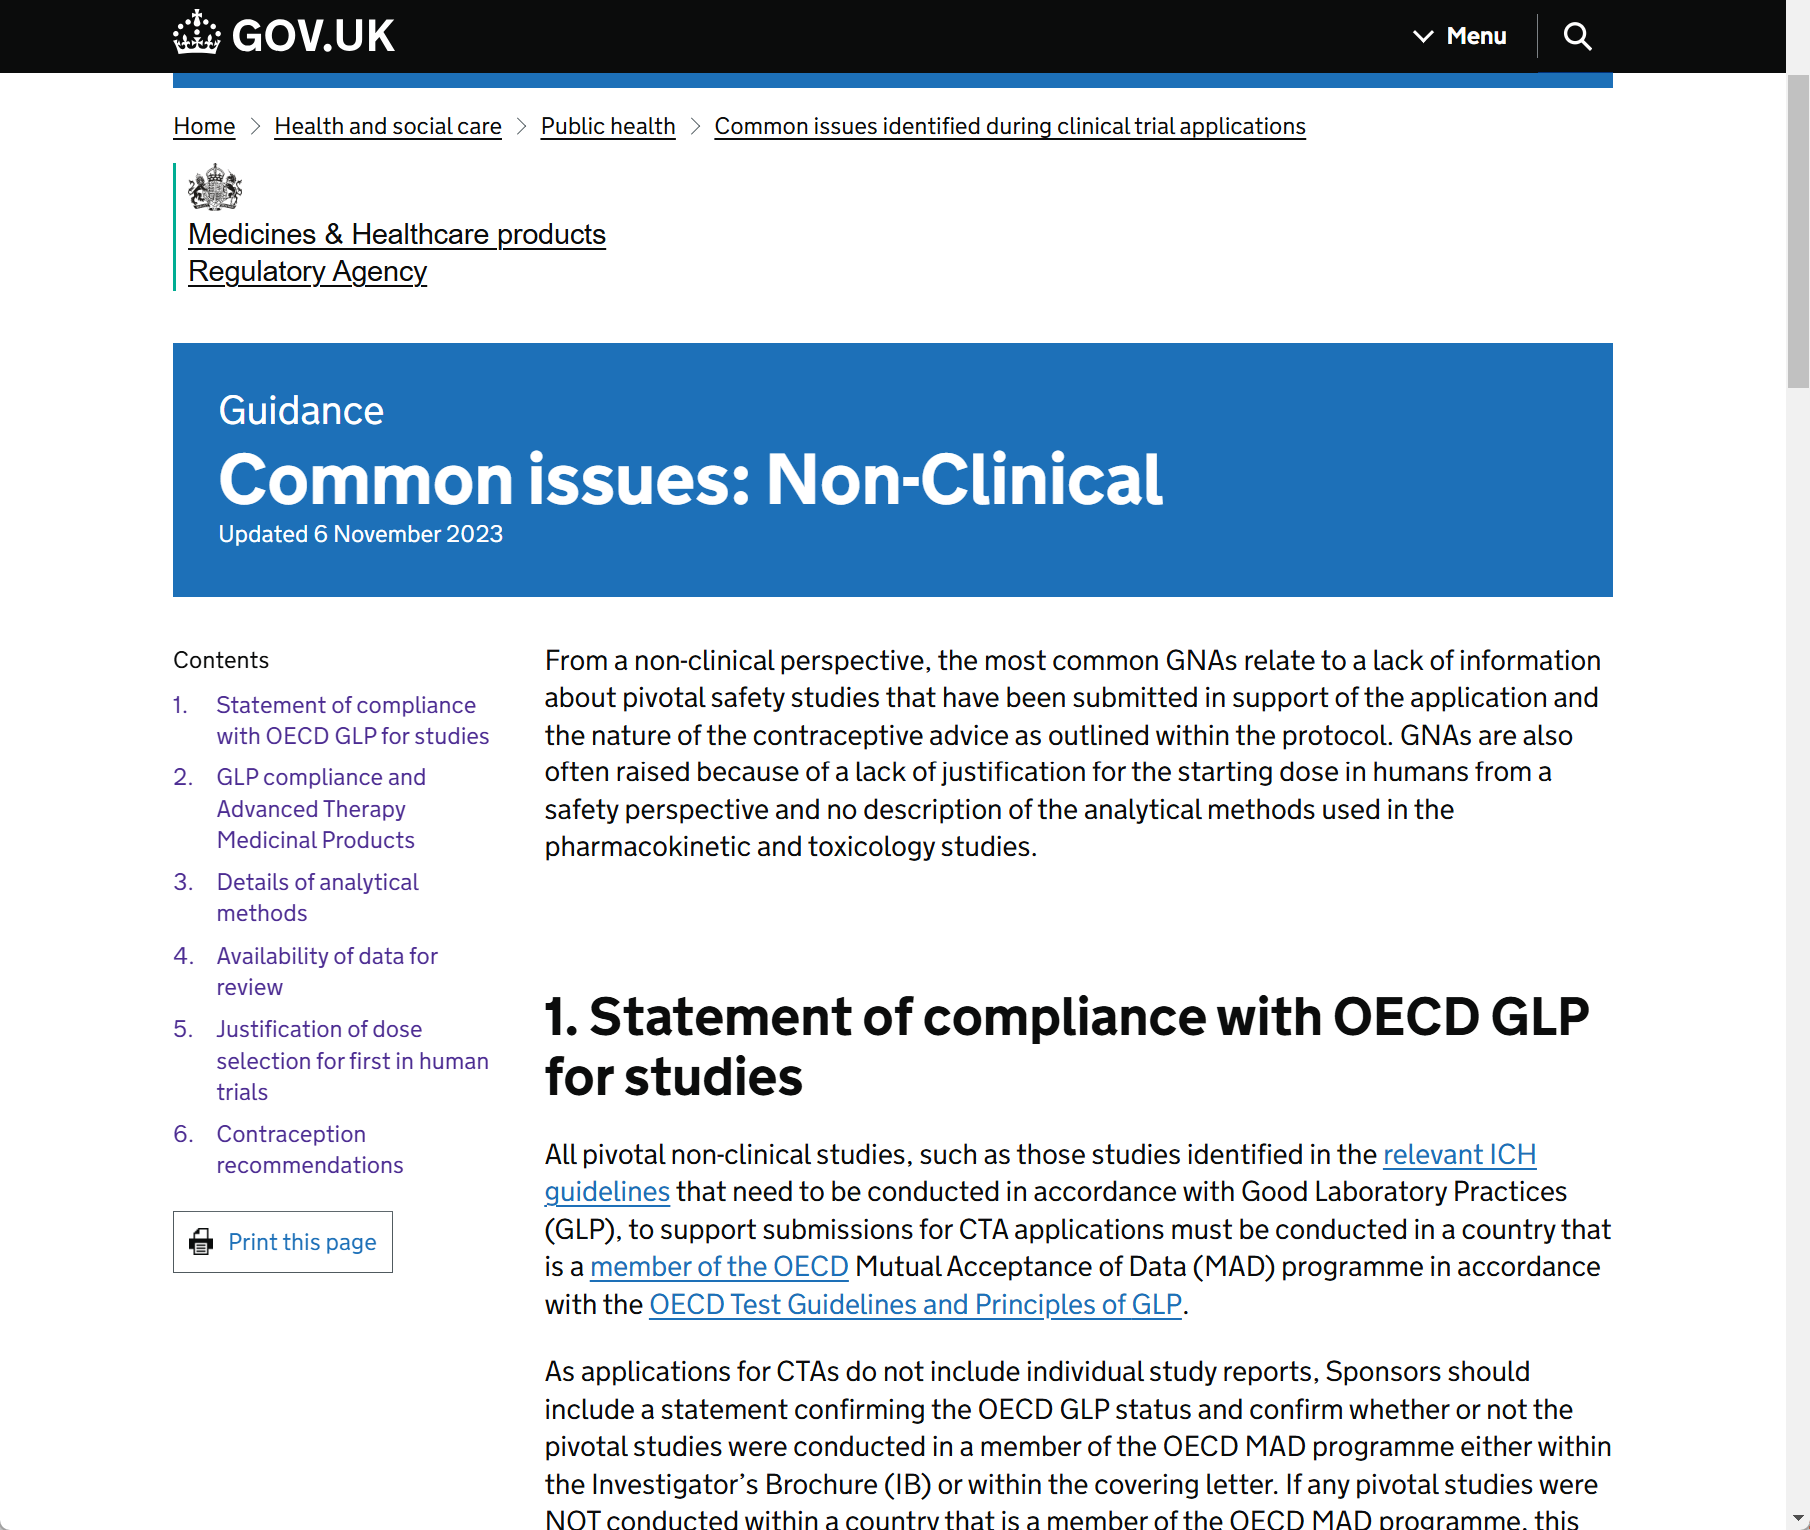 GOV.UK
Menu
Home > Health and social care > Public health > Common issues identified during clinical trial applications
Medicines & Healthcare products
Regulatory Agency
Guidance
Common issues: Non-Clinical
Updated 6 November 2023
Contents
1. Statement of compliance
with OECD GLP for studies
2. GLP compliance and
Advanced Therapy
Medicinal Products
3. Details of analytical
methods
4. Availability of data for
review
5. Justification of dose
selection for first in human
trials
6. Contraception
recommendations
Print this page
From a non-clinical perspective, the most common GNAs relate to a lack of information
about pivotal safety studies that have been submitted in support of the application and
the nature of the contraceptive advice as outlined within the protocol. GNAs are also
often raised because of a lack of justification for the starting dose in humans from a
safety perspective and no description of the analytical methods used in the
pharmacokinetic and toxicology studies.
1. Statement of compliance with OECD GLP
for studies
All pivotal non-clinical studies, such as those studies identified in the relevant ICH
guidelines that need to be conducted in accordance with Good Laboratory Practices
(GLP), to support submissions for CTA applications must be conducted in a country that
is a member of the OECD Mutual Acceptance of Data (MAD) programme in accordance
with the OECD Test Guidelines and Principles of GLP.
As applications for CTAs do not include individual study reports, Sponsors should
include a statement confirming the OECD GLP status and confirm whether or not the
pivotal studies were conducted in a member of the OECD MAD programme either within
the Investigator’s Brochure (IB) or within the covering letter. If any pivotal studies were
NOT conducted within a country that is a member of the OECD MAD programme, this